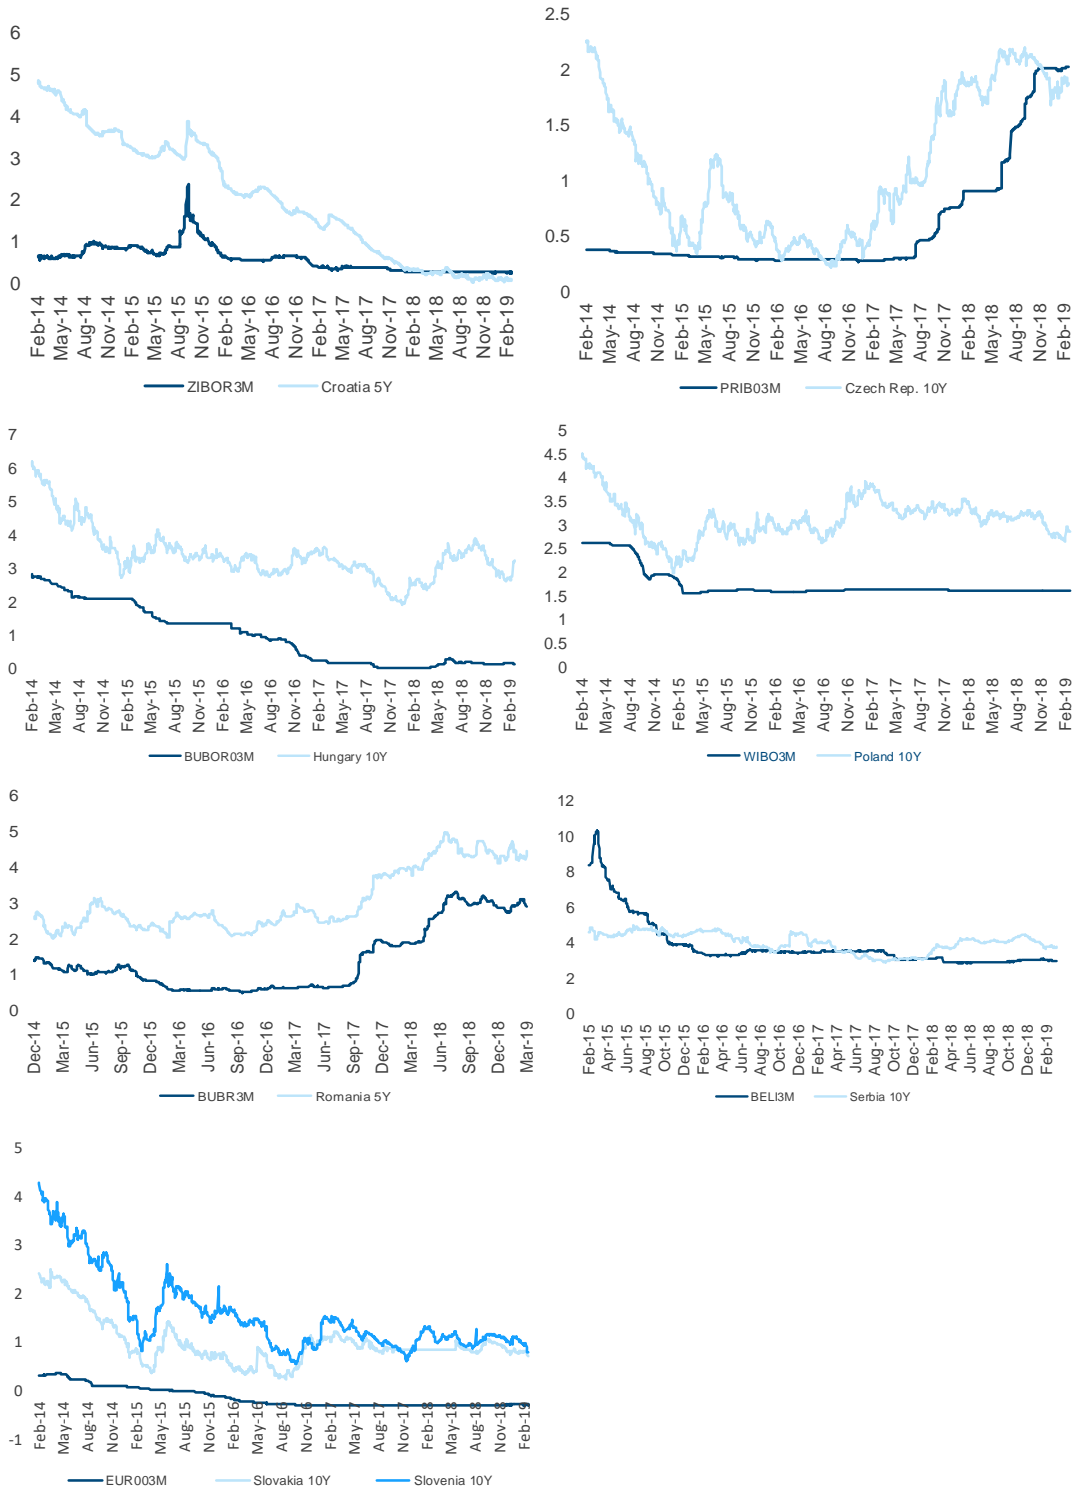 6
5
4
3
2
1
0
Feb-14
May-14
Aug-14
Nov-14
Feb-15
May-15
Aug-15
Nov-15
Feb-16
May-16
Aug-16
Nov-16
Feb-17
May-17
Aug-17
Nov-17
Feb-18
May-18
Aug-18
Nov-18
Feb-19
ZIBOR3M Croatia 5Y
2.5
2
1.5
1
0.5
0
Feb-14
May-14
Aug-14
Nov-14
Feb-15
May-15
Aug-15
Nov-15
Feb-16
May-16
Aug-16
Nov-16
Feb-17
May-17
Aug-17
Nov-17
Feb-18
May-18
Aug-18
Nov-18
Feb-19
PRIB03M Czech Rep. 10Y
7
6
5
4
3
2
1
0
Feb-14
May-14
Aug-14
Nov-14
Feb-15
May-15
Aug-15
Nov-15
Feb-16
May-16
Aug-16
Nov-16
Feb-17
May-17
Aug-17
Nov-17
Feb-18
May-18
Aug-18
Nov-18
Feb-19
BUBOR03M Hungary 10Y
5
4.5
4
3.5
3
2.5
2
1.5
1
0.5
0
Feb-14
May-14
Aug-14
Nov-14
Feb-15
May-15
Aug-15
Nov-15
Feb-16
May-16
Aug-16
Nov-16
Feb-17
May-17
Aug-17
Nov-17
Feb-18
May-18
Aug-18
Nov-18
Feb-19
WIBO3M Poland 10Y
6
5
4
3
2
1
0
Dec-14
Mar-15
Jun-15
Sep-15
Dec-15
Mar-16
Jun-16
Sep-16
Dec-16
Mar-17
Jun-17
Sep-17
Dec-17
Mar-18
Jun-18
Sep-18
Dec-18
Mar-19
BUBR3M Romania 5Y
12
10
8
6
4
2
0
Feb-15
Apr-15
Jun-15
Aug-15
Oct-15
Dec-15
Feb-16
Apr-16
Jun-16
Aug-16
Oct-16
Dec-16
Feb-17
Apr-17
Jun-17
Aug-17
Oct-17
Dec-17
Feb-18
Apr-18
Jun-18
Aug-18
Oct-18
Dec-18
Feb-19
BELI3M Serbia 10Y
5
4
3
2
1
0
-1
Feb-14
May-14
Aug-14
Nov-14
Feb-15
May-15
Aug-15
Nov-15
Feb-16
May-16
Aug-16
Nov-16
Feb-17
May-17
Aug-17
Nov-17
Feb-18
May-18
Aug-18
Nov-18
Feb-19
EUR003M Slovakia 10Y Slovenia 10Y